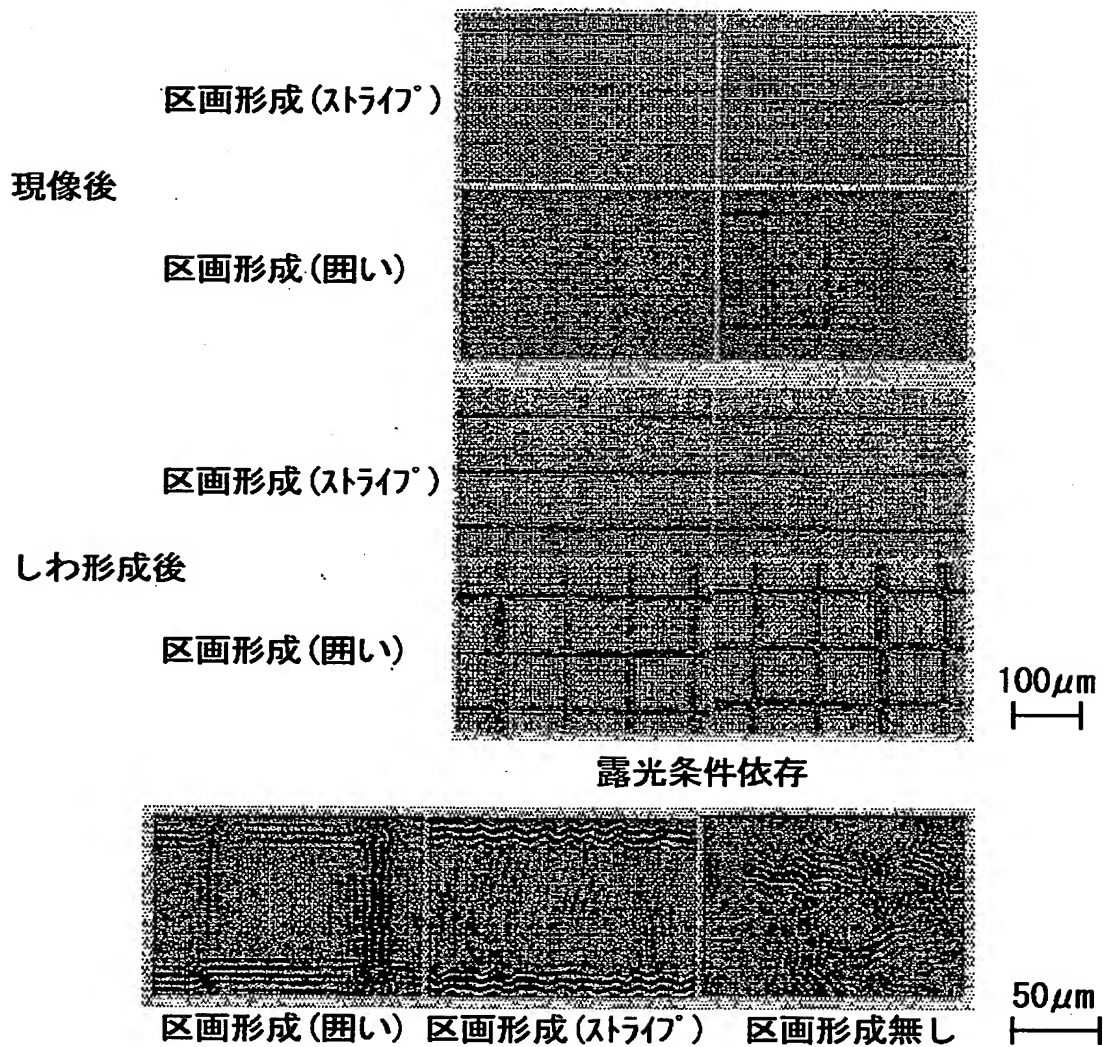 区画形成(ストライプ)
現像後
区画形成(囲い)
区画形成(ストライプ)
しわ形成後
区画形成(囲い)
100μm
露光条件依存
50μm
区画形成(囲い) 区画形成(ストライプ) 区画形成無し